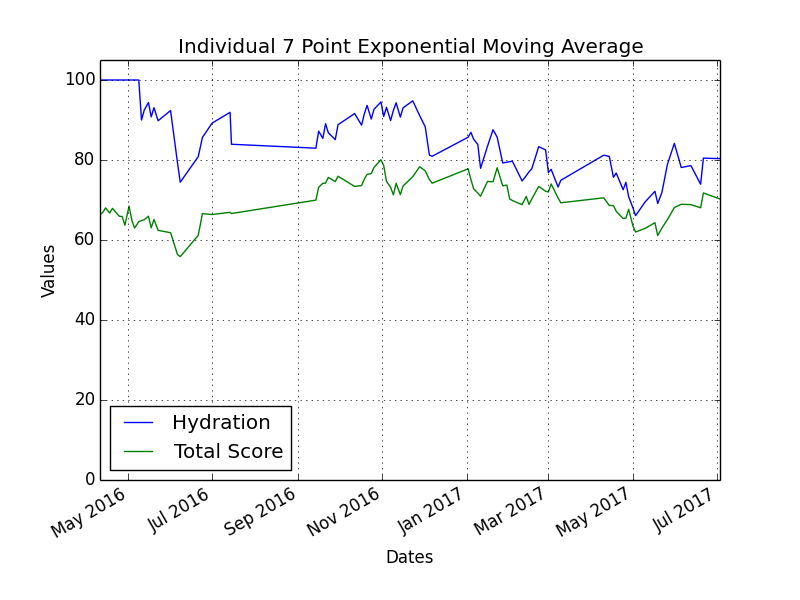 Individual 7 Point Exponential Moving Average
100
80
60
40
20
0
Values
Hydration
Total Score
May 2016
Jul 2016
Sep 2016
Nov 2016
Jan 2017
Mar 2017
May 2017
Jul 2017
Dates